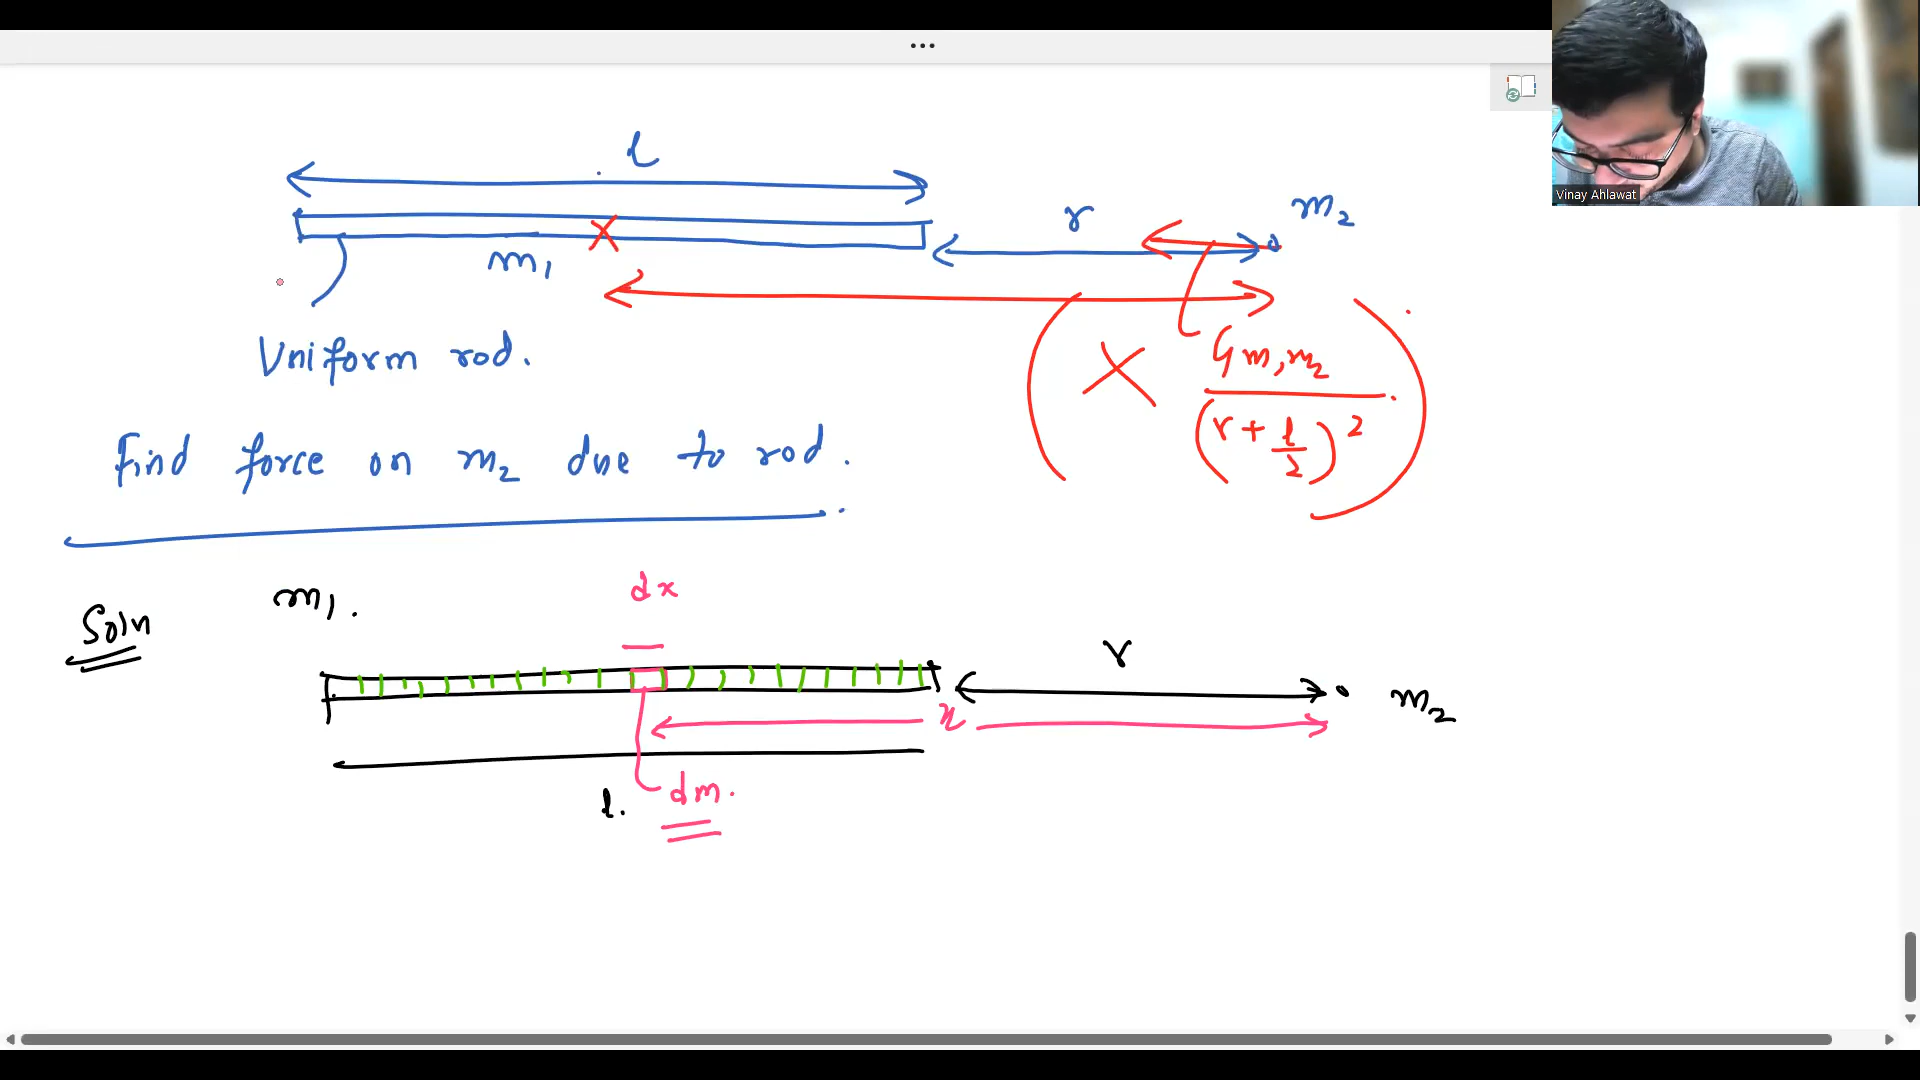 ...
l
r
m₂
Vinay Ahlawat
m₁
Uniform rod.
X Gm₁m₂ / (r + l/2)²
Find force on m₂ due to rod.
dx
m₁.
Soln
r
x
m₂
l.
dm.